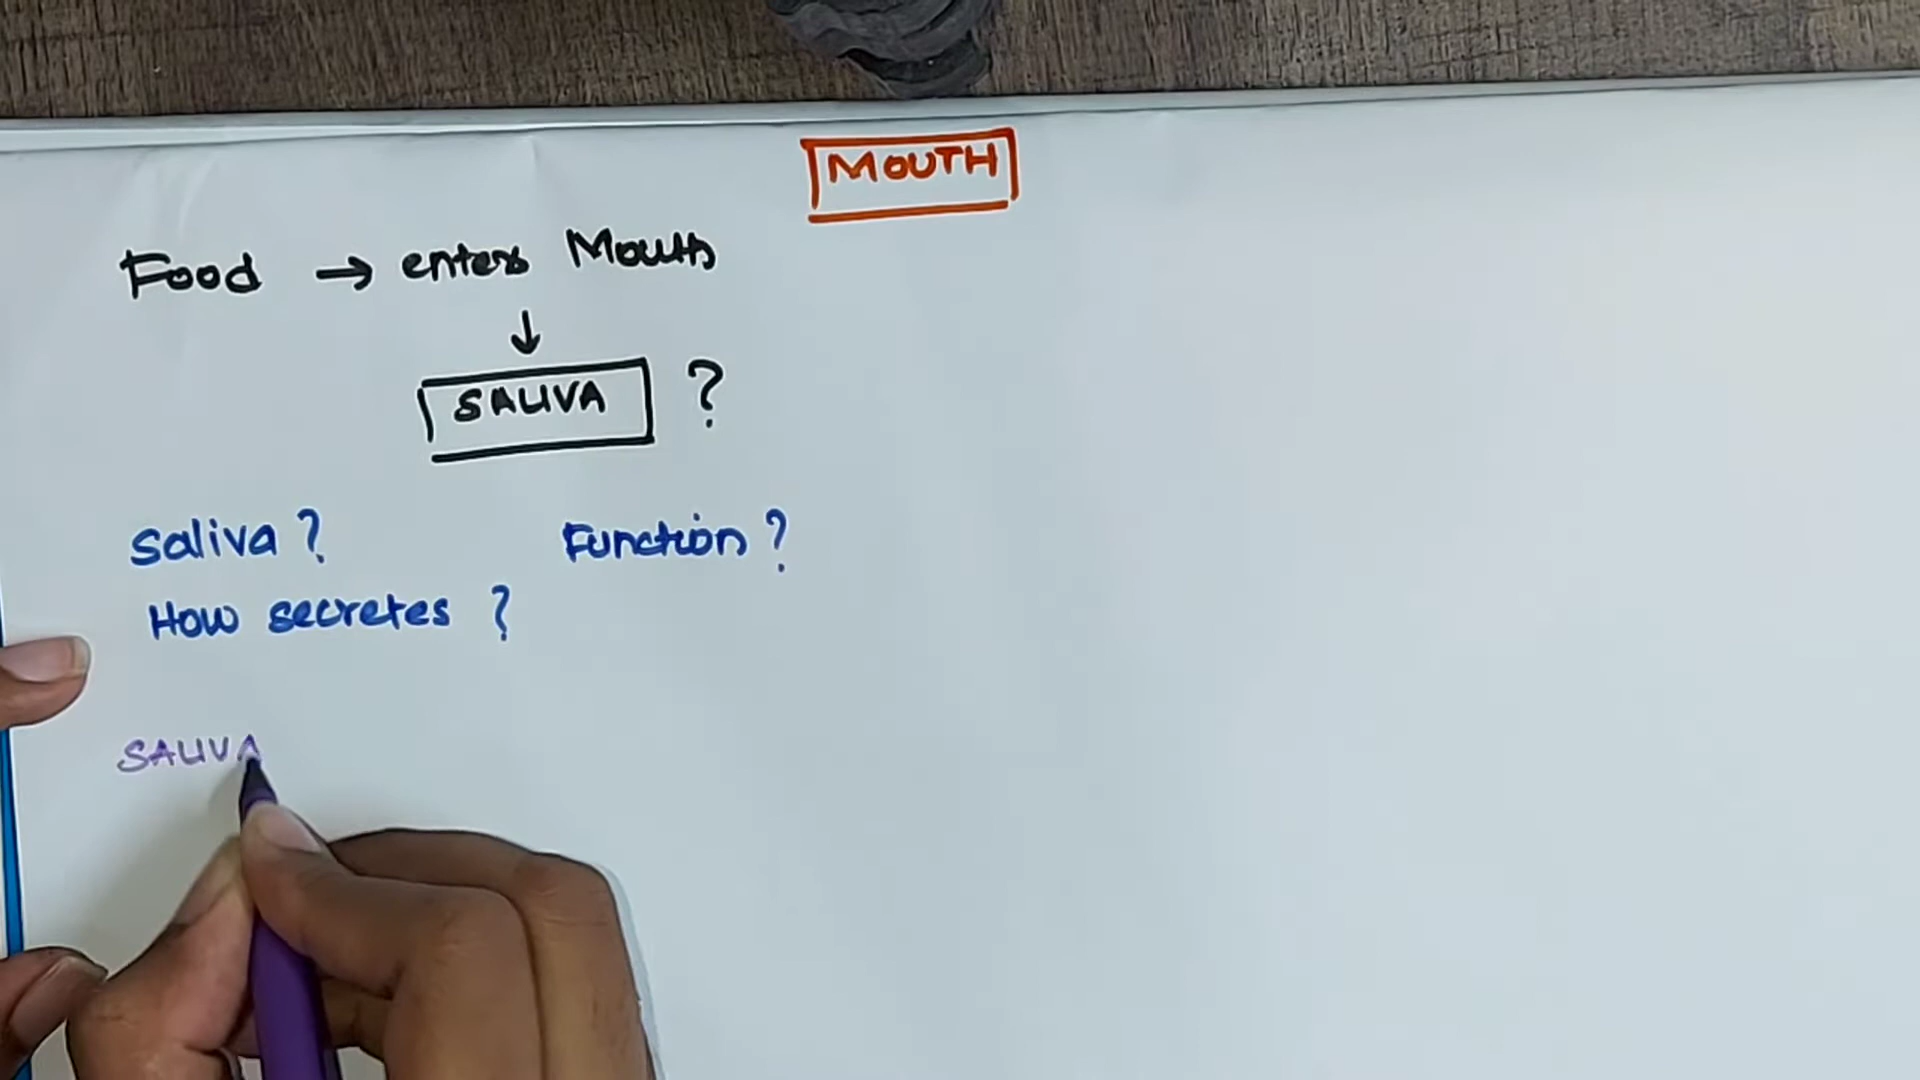 MOUTH
Food → enters Mouth
↓
SALIVA ?
Saliva ? Function ?
How secretes ?
SALIVA